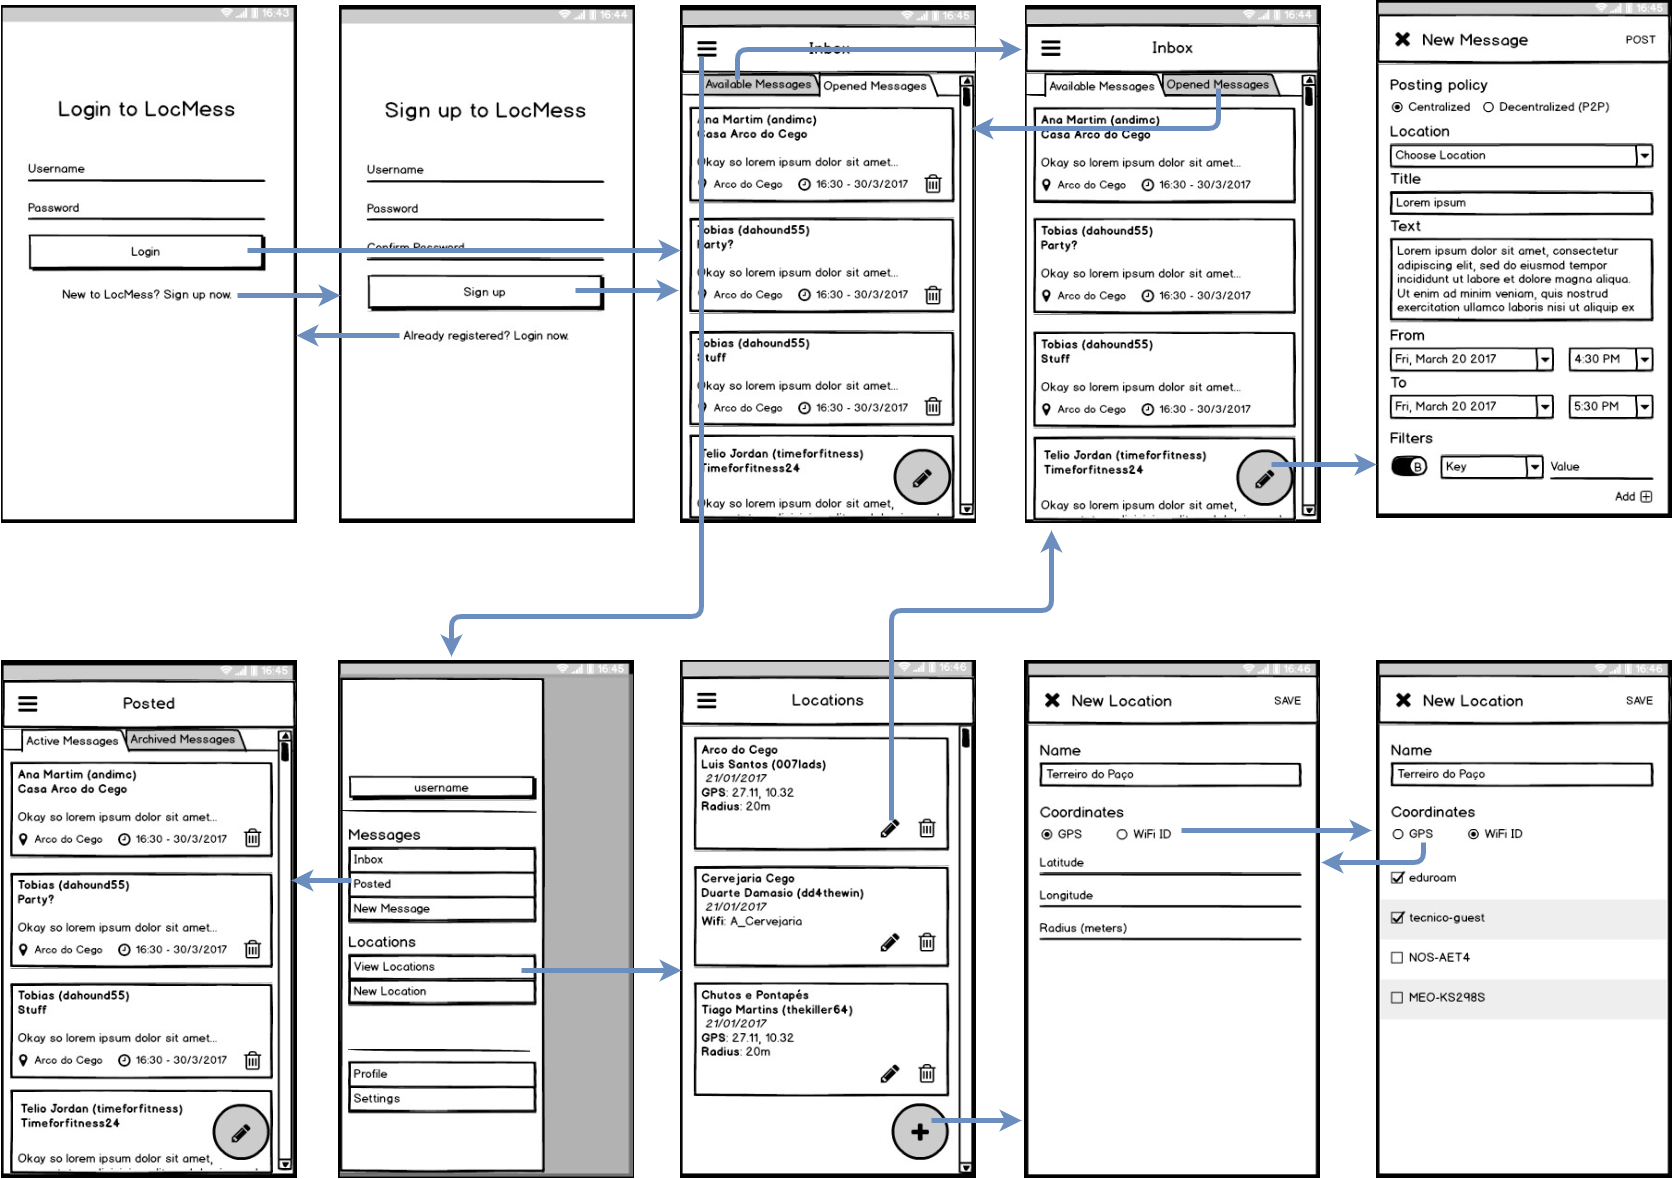 16:43
Login to LocMess
Username
Password
Login
New to LocMess? Sign up now.
16:44
Sign up to LocMess
Username
Password
Confirm Password
Sign up
Already registered? Login now.
16:45
Inbox
Available Messages Opened Messages
Ana Martim (andimc)
Casa Arco do Cego
Okay so lorem ipsum dolor sit amet...
Arco do Cego 16:30 - 30/3/2017
Tobias (dahound55)
Party?
Okay so lorem ipsum dolor sit amet...
Arco do Cego 16:30 - 30/3/2017
Tobias (dahound55)
Stuff
Okay so lorem ipsum dolor sit amet...
Arco do Cego 16:30 - 30/3/2017
Telio Jordan (timeforfitness)
Timeforfitness24
Okay so lorem ipsum dolor sit amet,
16:44
Inbox
Available Messages Opened Messages
Ana Martim (andimc)
Casa Arco do Cego
Okay so lorem ipsum dolor sit amet...
Arco do Cego 16:30 - 30/3/2017
Tobias (dahound55)
Party?
Okay so lorem ipsum dolor sit amet...
Arco do Cego 16:30 - 30/3/2017
Tobias (dahound55)
Stuff
Okay so lorem ipsum dolor sit amet...
Arco do Cego 16:30 - 30/3/2017
Telio Jordan (timeforfitness)
Timeforfitness24
Okay so lorem ipsum dolor sit amet,
16:45
New Message POST
Posting policy
Centralized Decentralized (P2P)
Location
Choose Location
Title
Lorem ipsum
Text
Lorem ipsum dolor sit amet, consectetur
adipiscing elit, sed do eiusmod tempor
incididunt ut labore et dolore magna aliqua.
Ut enim ad minim veniam, quis nostrud
exercitation ullamco laboris nisi ut aliquip ex
From
Fri, March 20 2017 4:30 PM
To
Fri, March 20 2017 5:30 PM
Filters
B Key Value
Add
16:45
Posted
Active Messages Archived Messages
Ana Martim (andimc)
Casa Arco do Cego
Okay so lorem ipsum dolor sit amet...
Arco do Cego 16:30 - 30/3/2017
Tobias (dahound55)
Party?
Okay so lorem ipsum dolor sit amet...
Arco do Cego 16:30 - 30/3/2017
Tobias (dahound55)
Stuff
Okay so lorem ipsum dolor sit amet...
Arco do Cego 16:30 - 30/3/2017
Telio Jordan (timeforfitness)
Timeforfitness24
Okay so lorem ipsum dolor sit amet,
16:45
username
Messages
Inbox
Posted
New Message
Locations
View Locations
New Location
Profile
Settings
16:46
Locations
Arco do Cego
Luis Santos (007lads)
21/01/2017
GPS: 27.11, 10.32
Radius: 20m
Cervejaria Cego
Duarte Damasio (dd4thewin)
21/01/2017
Wifi: A_Cervejaria
Chutos e Pontapés
Tiago Martins (thekiller64)
21/01/2017
GPS: 27.11, 10.32
Radius: 20m
16:46
New Location SAVE
Name
Terreiro do Paço
Coordinates
GPS WiFi ID
Latitude
Longitude
Radius (meters)
16:46
New Location SAVE
Name
Terreiro do Paço
Coordinates
GPS WiFi ID
eduroam
tecnico-guest
NOS-AET4
MEO-KS298S